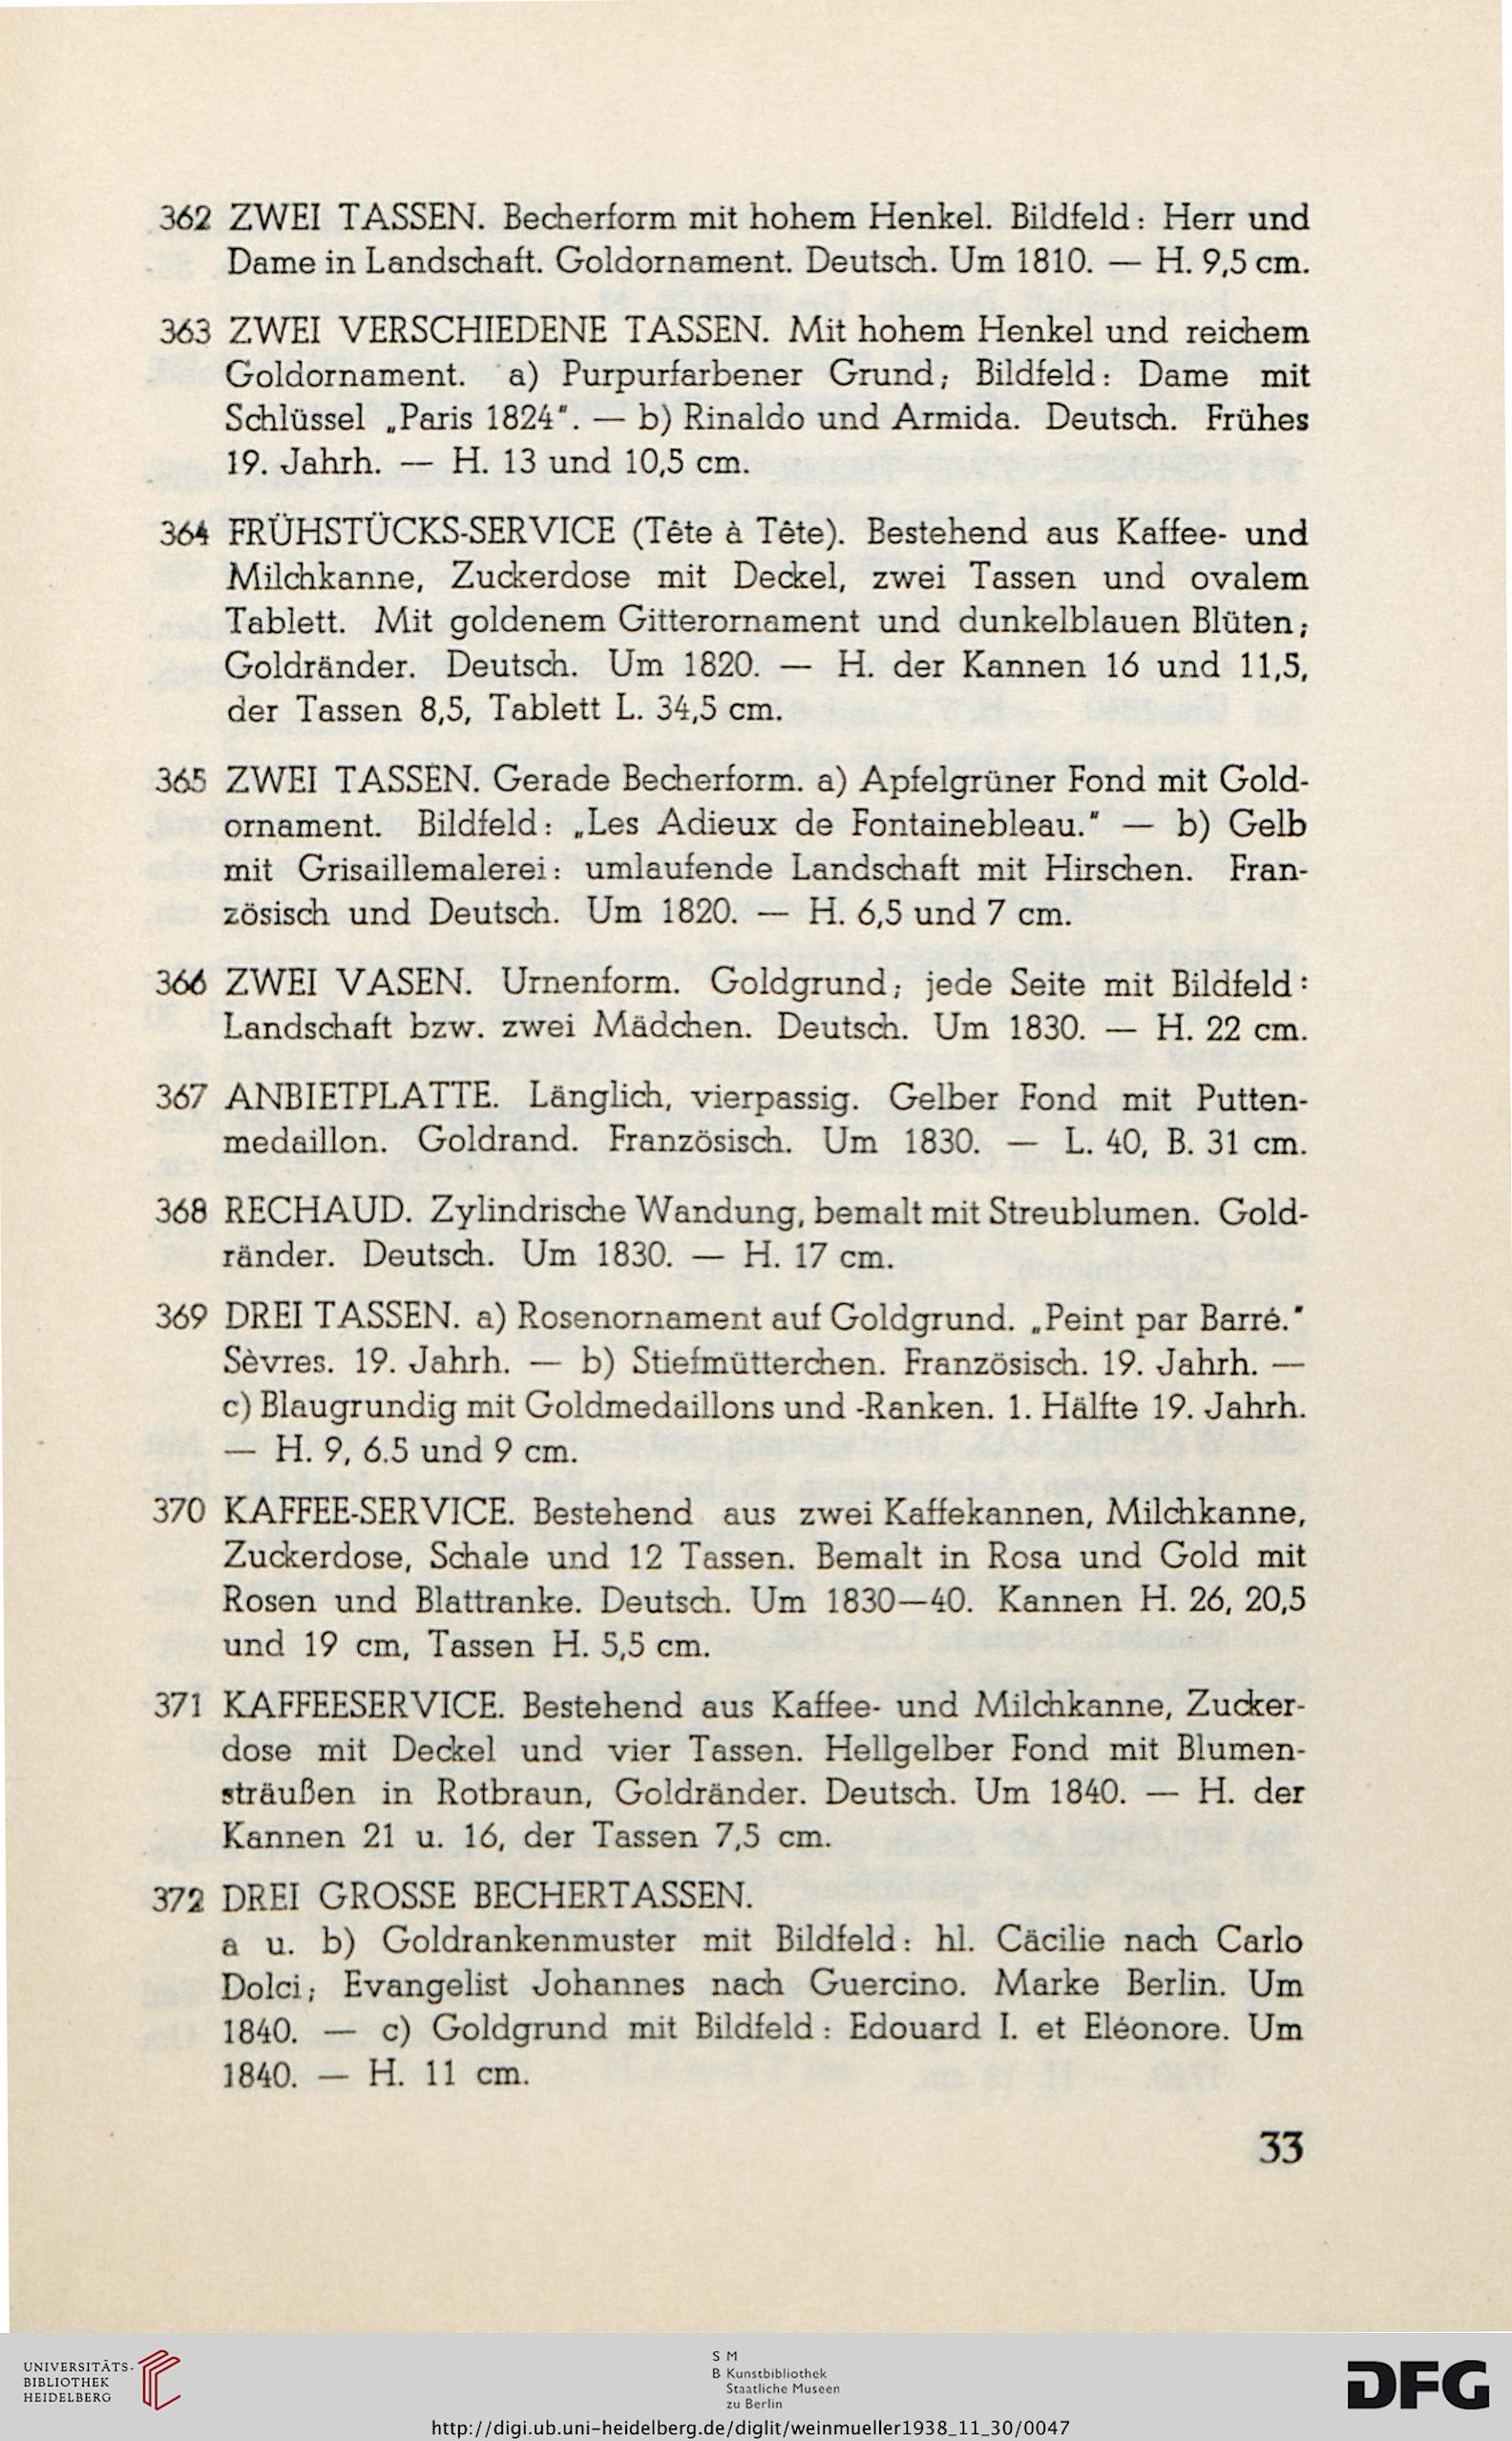 362 ZWEI TASSEN. Becherform mit hohem Henkel. Bildfeld: Herr und
Dame in Landschaft. Goldornament. Deutsch. Um 1810. — H. 9,5 cm.
363 ZWEI VERSCHIEDENE TASSEN. Mit hohem Henkel und reichem
Goldornament. a) Purpurfarbener Grund; Bildfeld: Dame mit
Schlüssel „Paris 1824". — b) Rinaldo und Armida. Deutsch. Frühes
19. Jahrh. — H. 13 und 10,5 cm.
364 FRÜHSTÜCKS-SERVICE (Tête à Tête). Bestehend aus Kaffee- und
Milchkanne, Zuckerdose mit Deckel, zwei Tassen und ovalem
Tablett. Mit goldenem Gitterornament und dunkelblauen Blüten;
Goldränder. Deutsch. Um 1820. — H. der Kannen 16 und 11,5,
der Tassen 8,5, Tablett L. 34,5 cm.
365 ZWEI TASSEN. Gerade Becherform. a) Apfelgrüner Fond mit Gold-
ornament. Bildfeld: „Les Adieux de Fontainebleau." — b) Gelb
mit Grisaillemalerei: umlaufende Landschaft mit Hirschen. Fran-
zösisch und Deutsch. Um 1820. — H. 6,5 und 7 cm.
366 ZWEI VASEN. Urnenform. Goldgrund; jede Seite mit Bildfeld:
Landschaft bzw. zwei Mädchen. Deutsch. Um 1830. — H. 22 cm.
367 ANBIETPLATTE. Länglich, vierpassig. Gelber Fond mit Putten-
medaillon. Goldrand. Französisch. Um 1830. — L. 40, B. 31 cm.
368 RECHAUD. Zylindrische Wandung, bemalt mit Streublumen. Gold-
ränder. Deutsch. Um 1830. — H. 17 cm.
369 DREI TASSEN. a) Rosenornament auf Goldgrund. „Peint par Barré."
Sèvres. 19. Jahrh. — b) Stiefmütterchen. Französisch. 19. Jahrh. —
c) Blaugrundig mit Goldmedaillons und -Ranken. 1. Hälfte 19. Jahrh.
— H. 9, 6.5 und 9 cm.
370 KAFFEE-SERVICE. Bestehend aus zwei Kaffekannen, Milchkanne,
Zuckerdose, Schale und 12 Tassen. Bemalt in Rosa und Gold mit
Rosen und Blattranke. Deutsch. Um 1830—40. Kannen H. 26, 20,5
und 19 cm, Tassen H. 5,5 cm.
371 KAFFEESERVICE. Bestehend aus Kaffee- und Milchkanne, Zucker-
dose mit Deckel und vier Tassen. Hellgelber Fond mit Blumen-
sträußen in Rotbraun, Goldränder. Deutsch. Um 1840. — H. der
Kannen 21 u. 16, der Tassen 7,5 cm.
372 DREI GROSSE BECHERTASSEN.
a u. b) Goldrankenmuster mit Bildfeld: hl. Cäcilie nach Carlo
Dolci; Evangelist Johannes nach Guercino. Marke Berlin. Um
1840. — c) Goldgrund mit Bildfeld: Edouard I. et Eléonore. Um
1840. — H. 11 cm.
33
UNIVERSITÄTS-
BIBLIOTHEK
HEIDELBERG
S M
B Kunstbibliothek
Staatliche Museen
zu Berlin
DFG
http://digi.ub.uni-heidelberg.de/diglit/weinmueller1938_11_30/0047